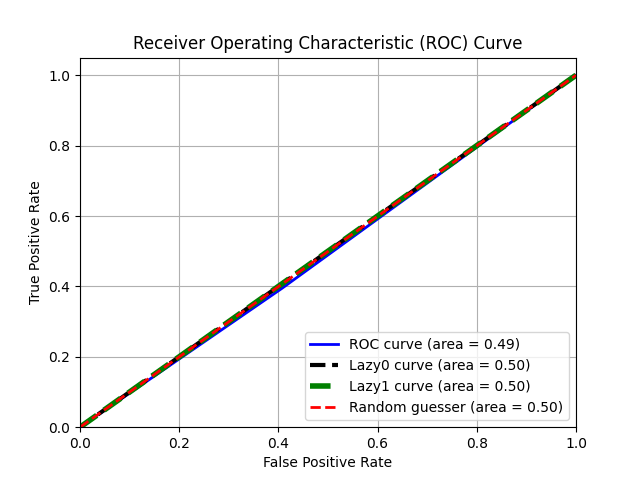 Receiver Operating Characteristic (ROC) Curve
1.0
0.8
0.6
0.4
0.2
0.0
True Positive Rate
ROC curve (area = 0.49)
Lazy0 curve (area = 0.50)
Lazy1 curve (area = 0.50)
Random guesser (area = 0.50)
0.0 0.2 0.4 0.6 0.8 1.0
False Positive Rate